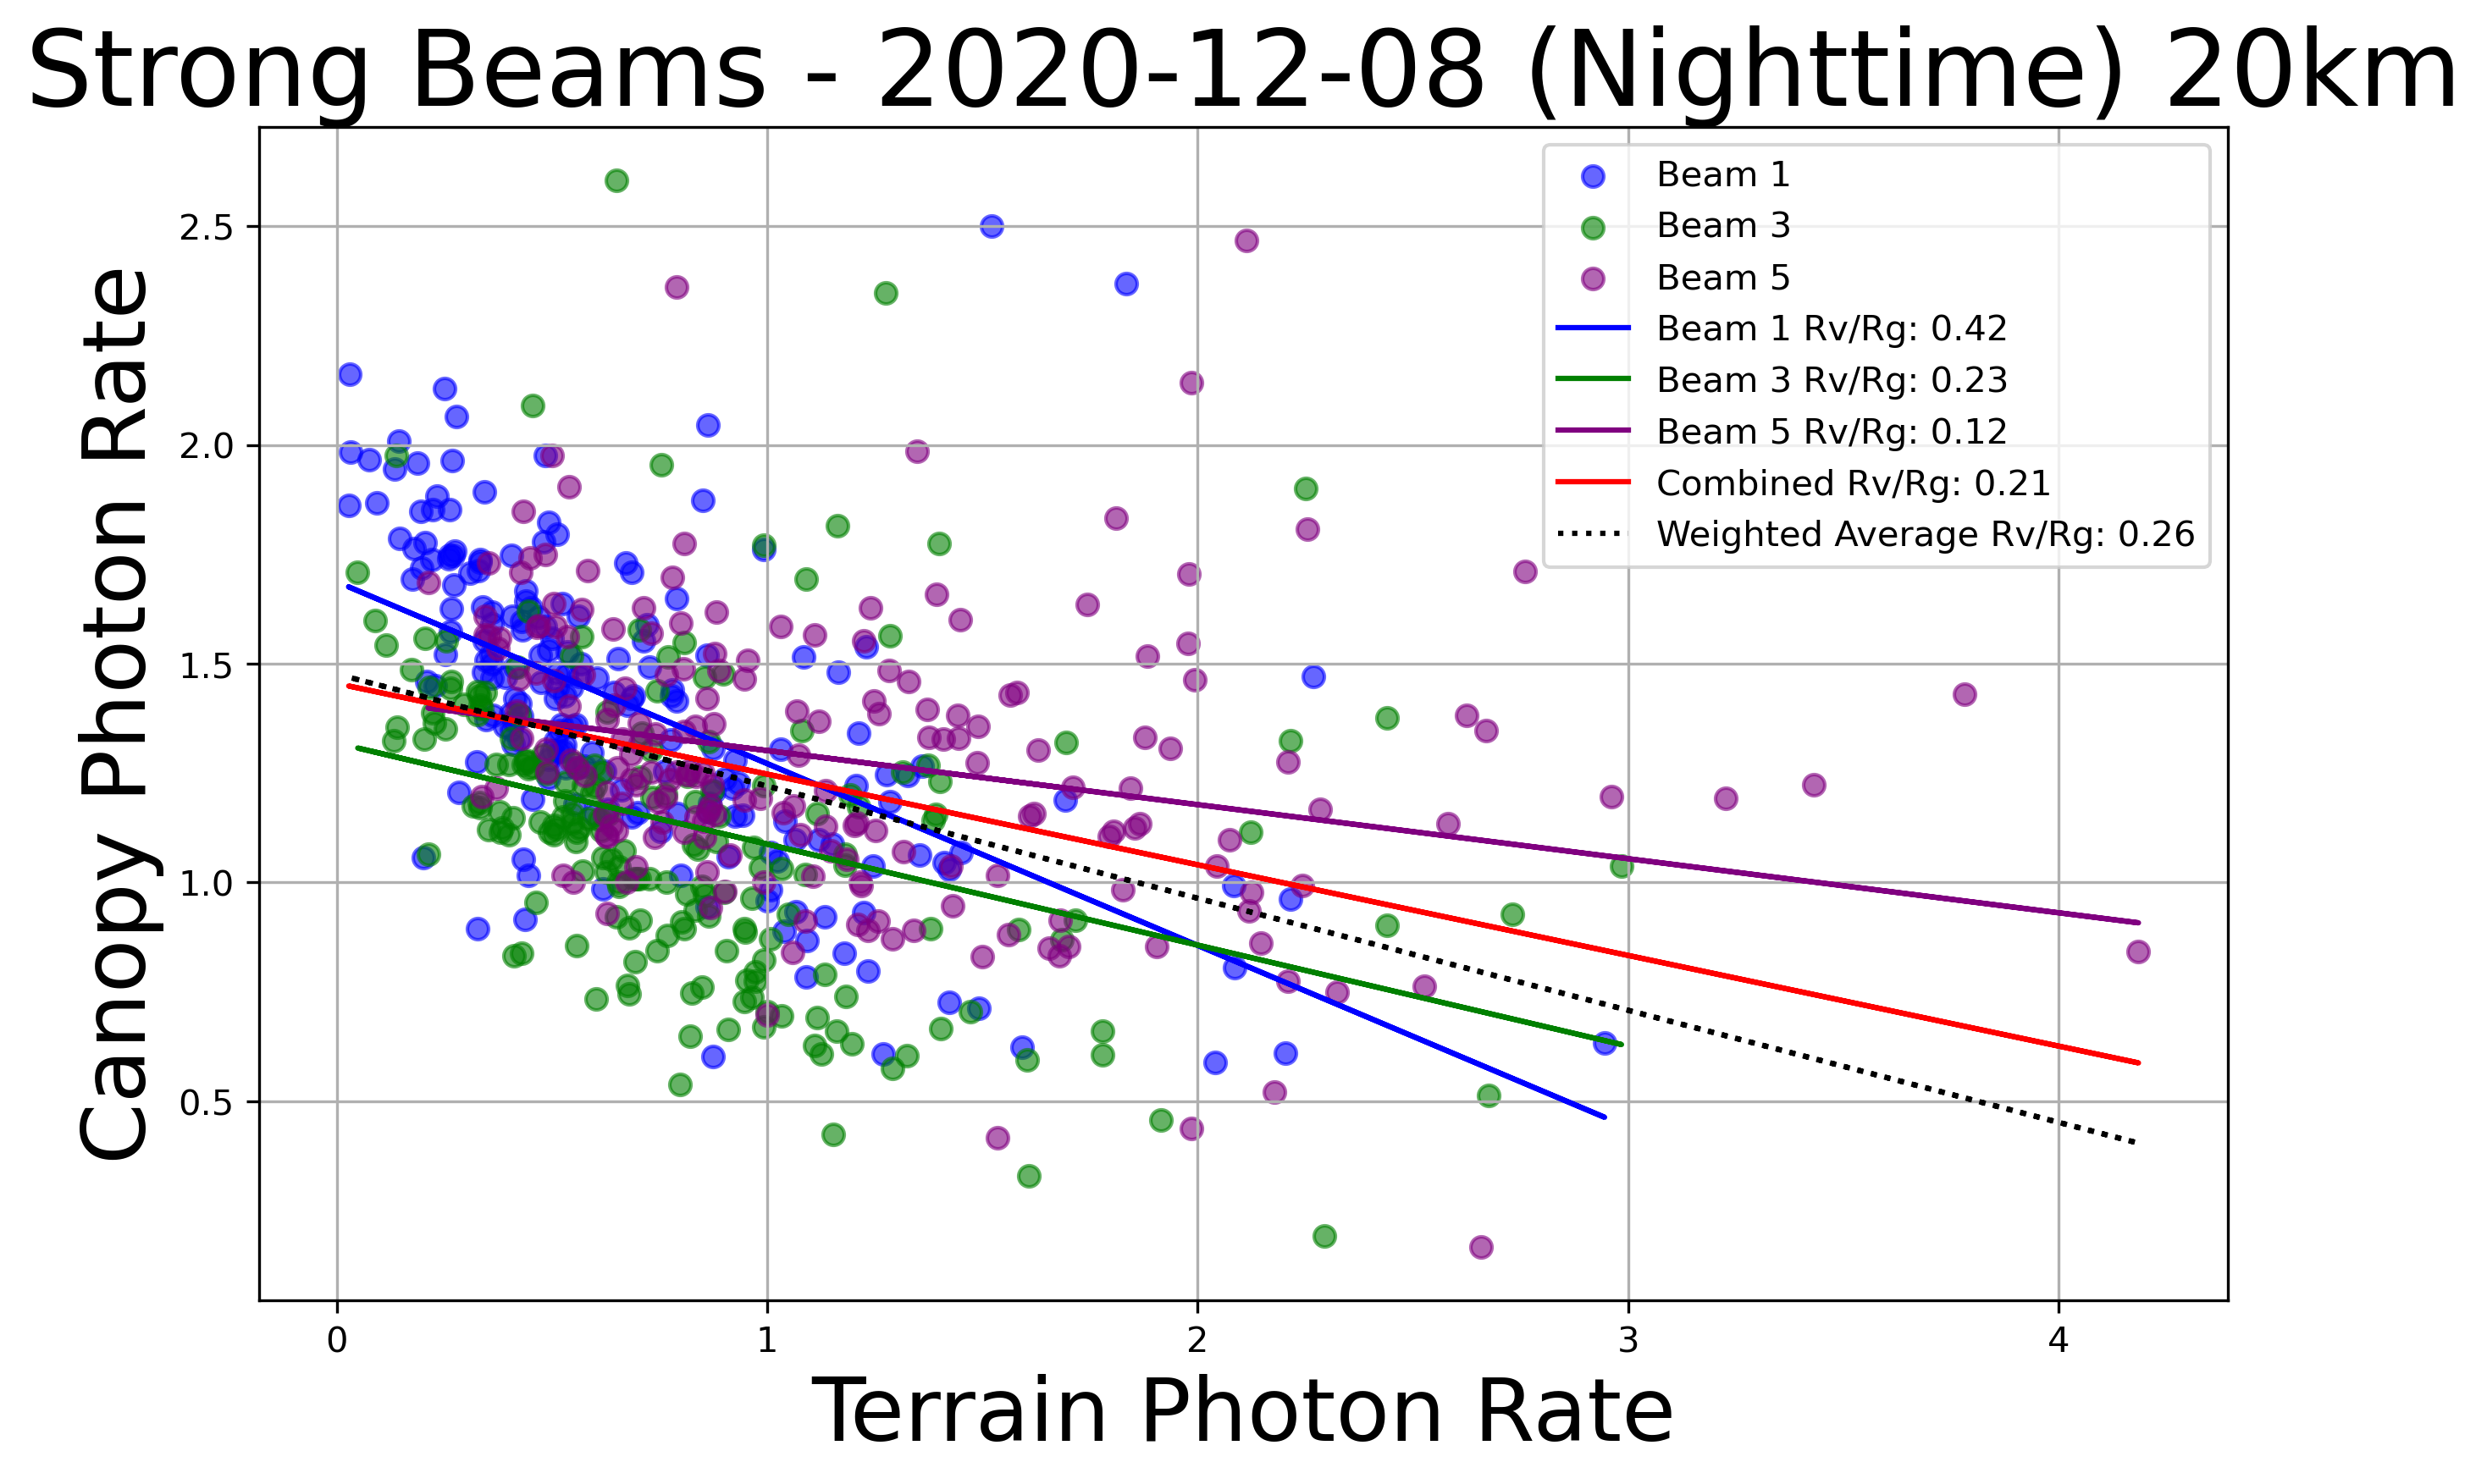 Strong Beams - 2020-12-08 (Nighttime) 20km
Canopy Photon Rate
2.5
2.0
1.5
1.0
0.5
Beam 1
Beam 3
Beam 5
Beam 1 Rv/Rg: 0.42
Beam 3 Rv/Rg: 0.23
Beam 5 Rv/Rg: 0.12
Combined Rv/Rg: 0.21
Weighted Average Rv/Rg: 0.26
0 1 2 3 4
Terrain Photon Rate